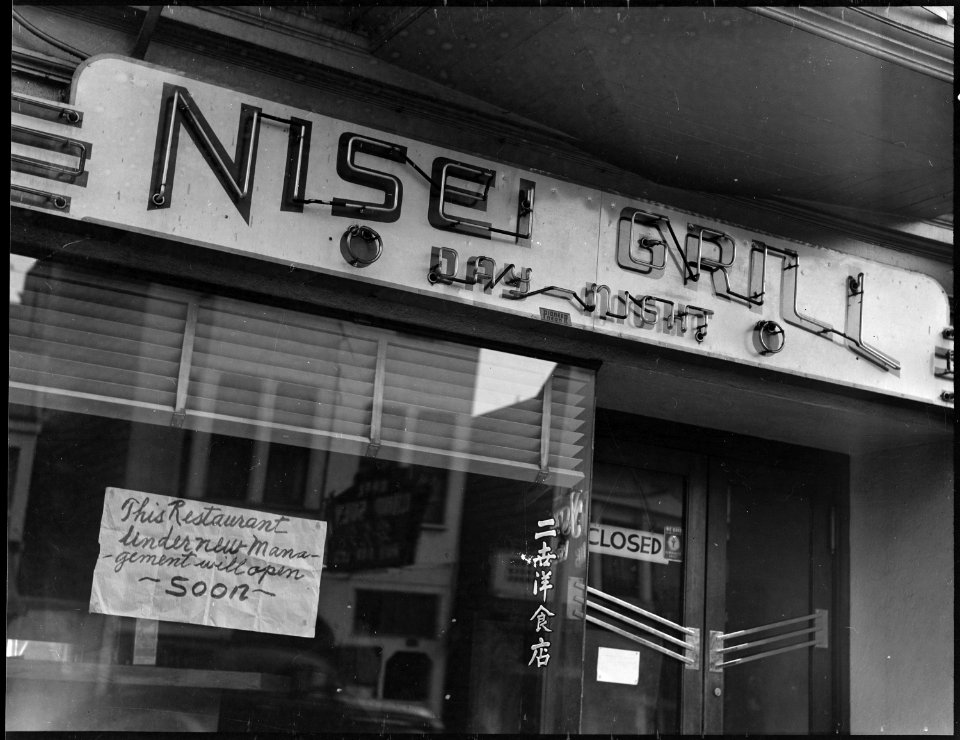 NISEI GRILL
DAY NIGHT
This Restaurant
Under new Mana-
-gement will open
~Soon~
CLOSED
二世洋食店